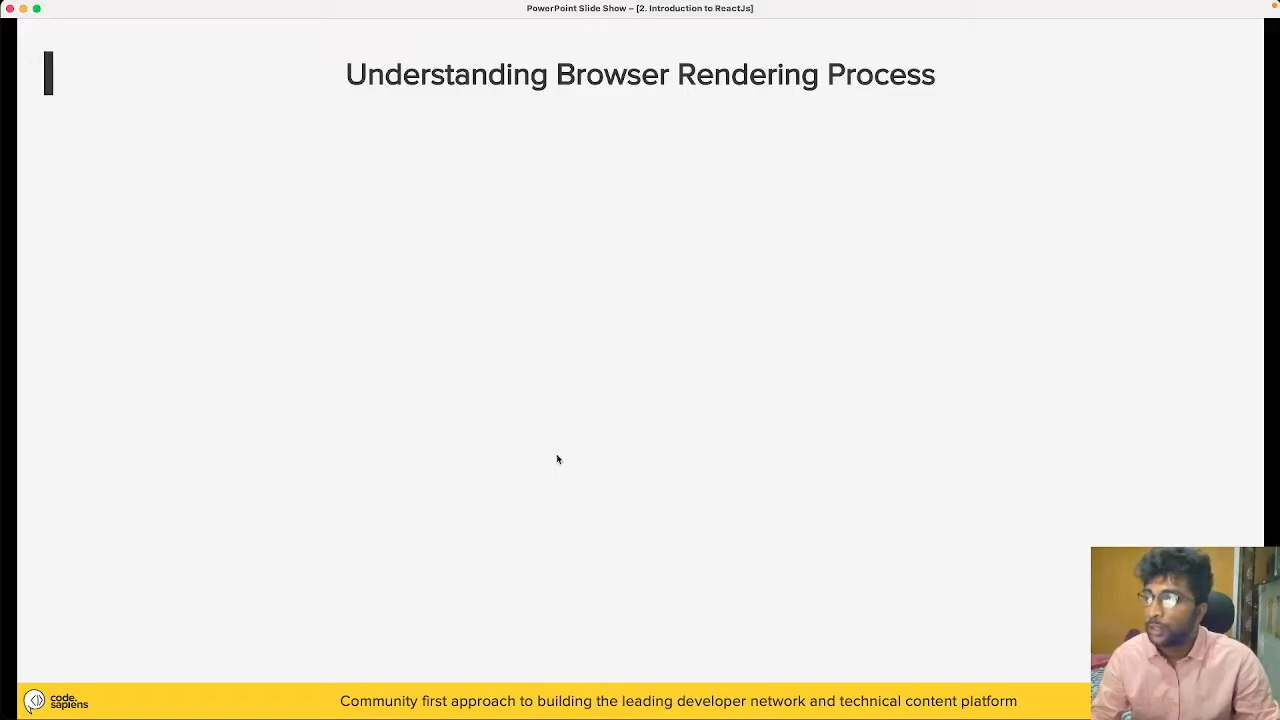 PowerPoint Slide Show – [2. Introduction to ReactJs]
Understanding Browser Rendering Process
code.
sapiens
Community first approach to building the leading developer network and technical content platform